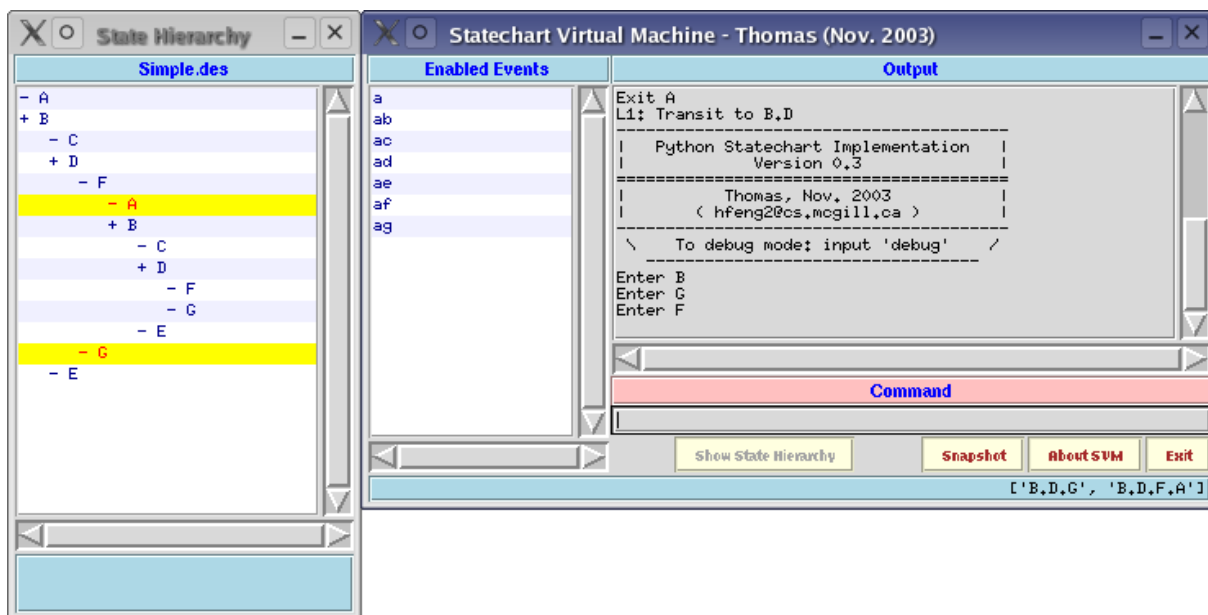 State Hierarchy
Simple.des
- A
+ B
- C
+ D
- F
- A
+ B
- C
+ D
- F
- G
- E
- G
- E
Statechart Virtual Machine - Thomas (Nov. 2003)
Enabled Events
a
ab
ac
ad
ae
af
ag
Output
Exit A
L1: Transit to B.D
---------------------------------------
| Python Statechart Implementation |
| Version 0.3 |
=======================================
| Thomas, Nov. 2003 |
| ( hfeng2@cs.mcgill.ca ) |
---------------------------------------
\ To debug mode: input 'debug' /
---------------------------------
Enter B
Enter G
Enter F
Command
Show State Hierarchy
Snapshot
About SVM
Exit
['B.D.G', 'B.D.F.A']